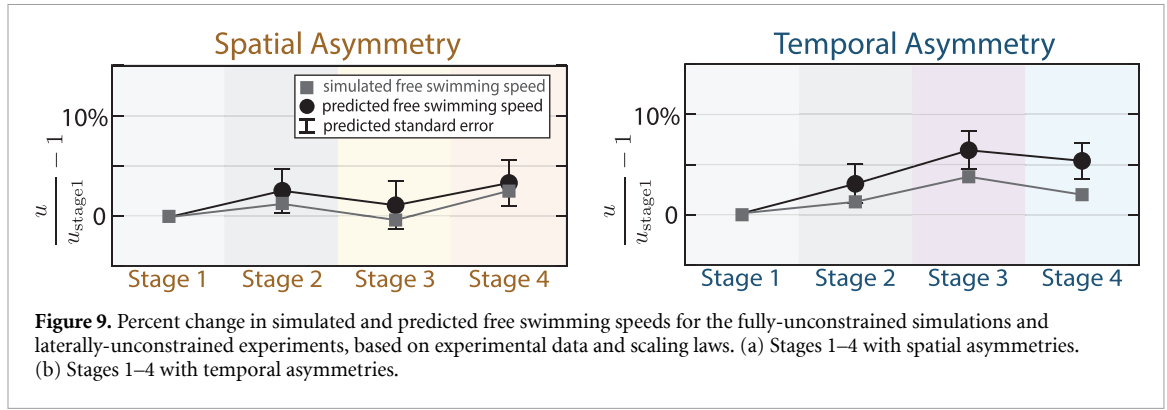 Spatial Asymmetry
simulated free swimming speed
predicted free swimming speed
predicted standard error
10%
0
u
u_stage1
− 1
Stage 1 Stage 2 Stage 3 Stage 4
Temporal Asymmetry
10%
0
u
u_stage1
− 1
Stage 1 Stage 2 Stage 3 Stage 4
Figure 9. Percent change in simulated and predicted free swimming speeds for the fully-unconstrained simulations and
laterally-unconstrained experiments, based on experimental data and scaling laws. (a) Stages 1–4 with spatial asymmetries.
(b) Stages 1–4 with temporal asymmetries.